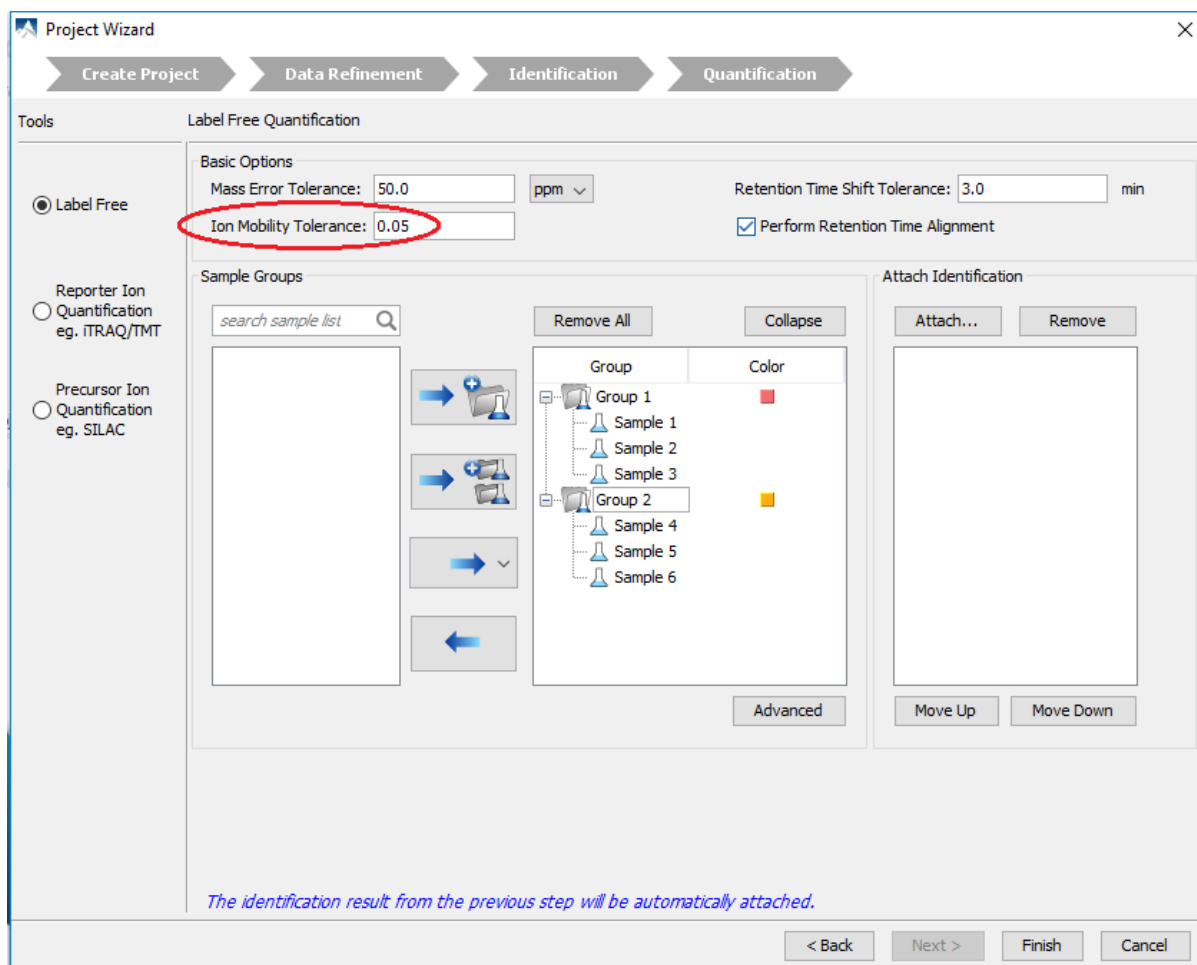 Project Wizard
Create Project
Data Refinement
Identification
Quantification
Tools
Label Free Quantification
Label Free
Reporter Ion
Quantification
eg. iTRAQ/TMT
Precursor Ion
Quantification
eg. SILAC
Basic Options
Mass Error Tolerance: 50.0 ppm
Retention Time Shift Tolerance: 3.0 min
Ion Mobility Tolerance: 0.05
Perform Retention Time Alignment
Sample Groups
search sample list
Remove All
Collapse
Group Color
Group 1
Sample 1
Sample 2
Sample 3
Group 2
Sample 4
Sample 5
Sample 6
Advanced
Attach Identification
Attach...
Remove
Move Up
Move Down
The identification result from the previous step will be automatically attached.
< Back
Next >
Finish
Cancel